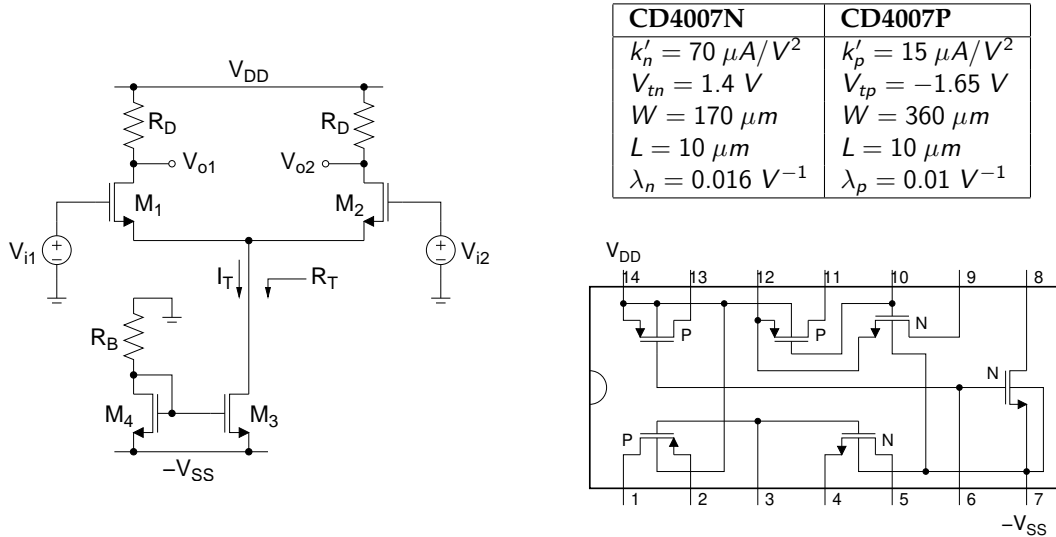 V_DD
R_D
R_D
V_o1
V_o2
M_1
M_2
V_i1
V_i2
I_T
R_T
R_B
M_4
M_3
−V_SS
CD4007N CD4007P
k'_n = 70 μA/V² k'_p = 15 μA/V²
V_tn = 1.4 V V_tp = −1.65 V
W = 170 μm W = 360 μm
L = 10 μm L = 10 μm
λ_n = 0.016 V⁻¹ λ_p = 0.01 V⁻¹
V_DD
14 13 12 11 10 9 8
P P N
N
P N
1 2 3 4 5 6 7
−V_SS